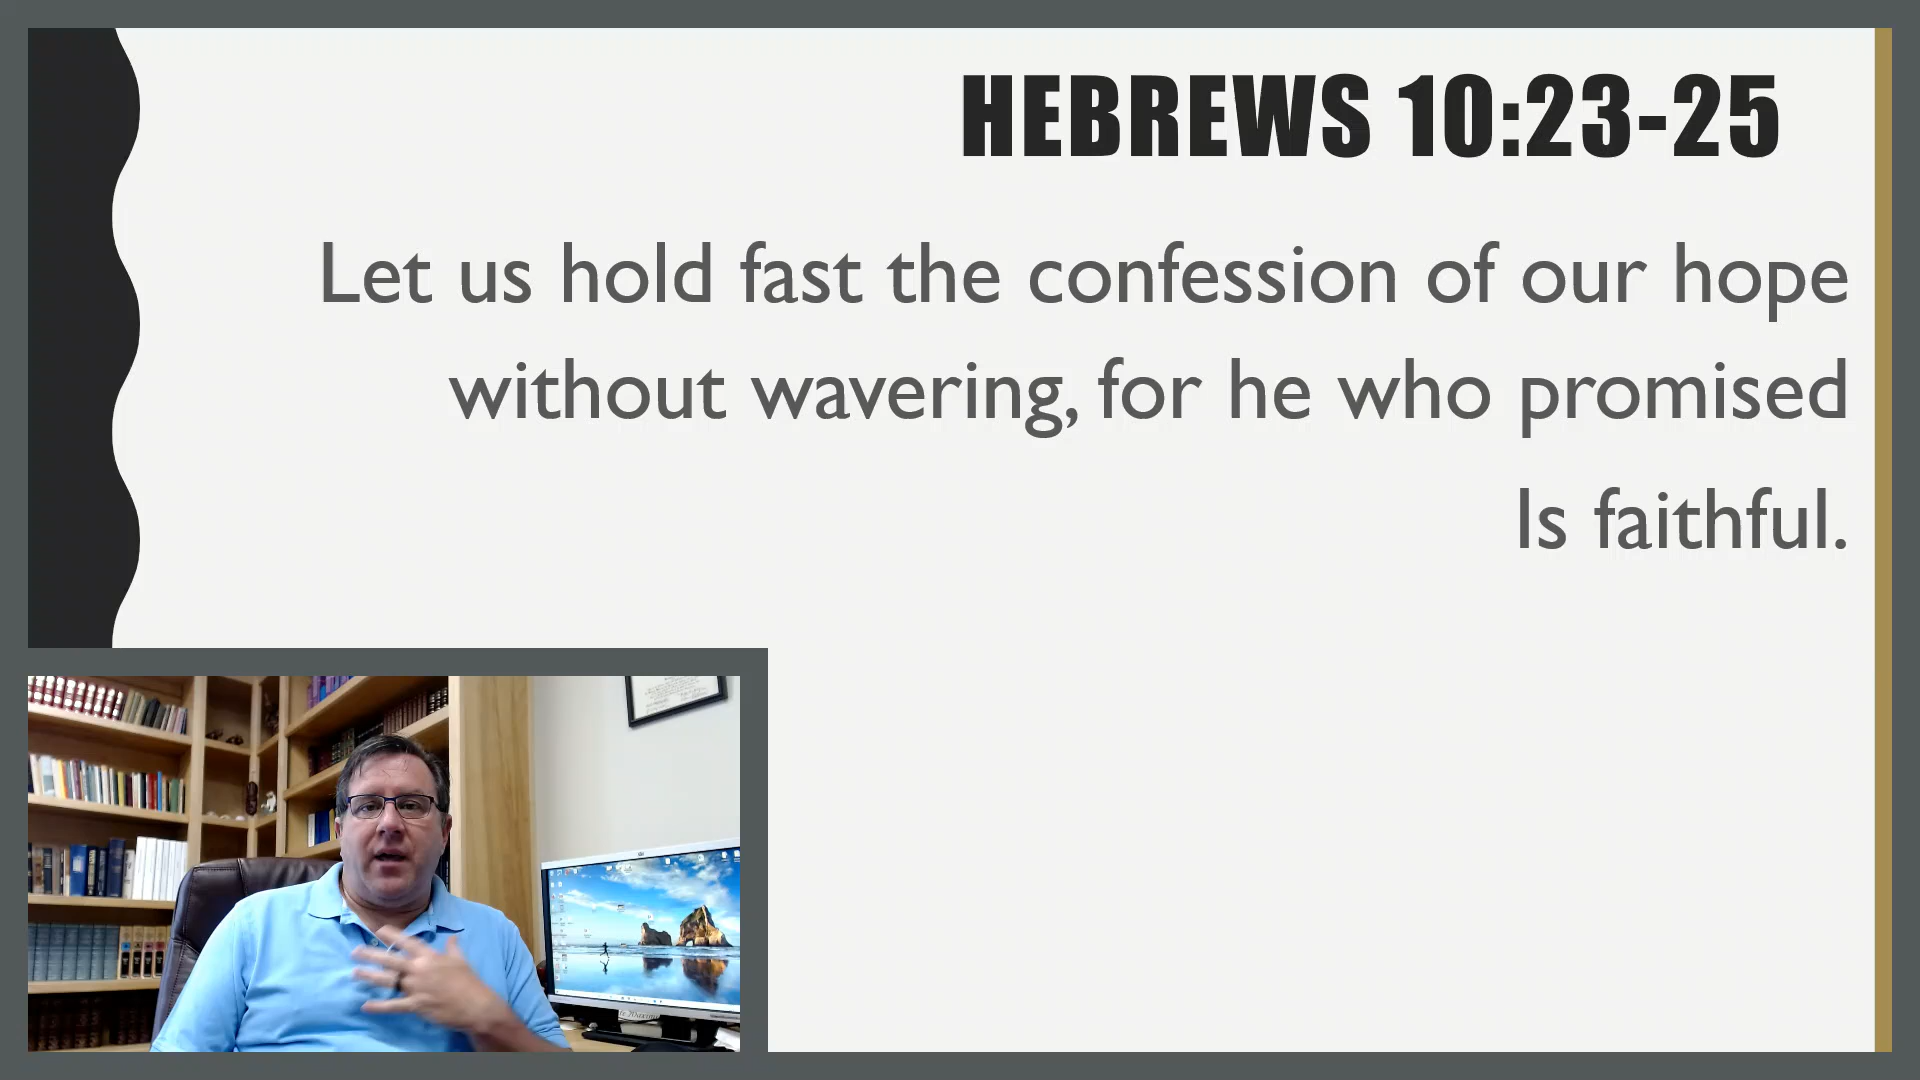 HEBREWS 10:23-25
Let us hold fast the confession of our hope
without wavering, for he who promised
Is faithful.